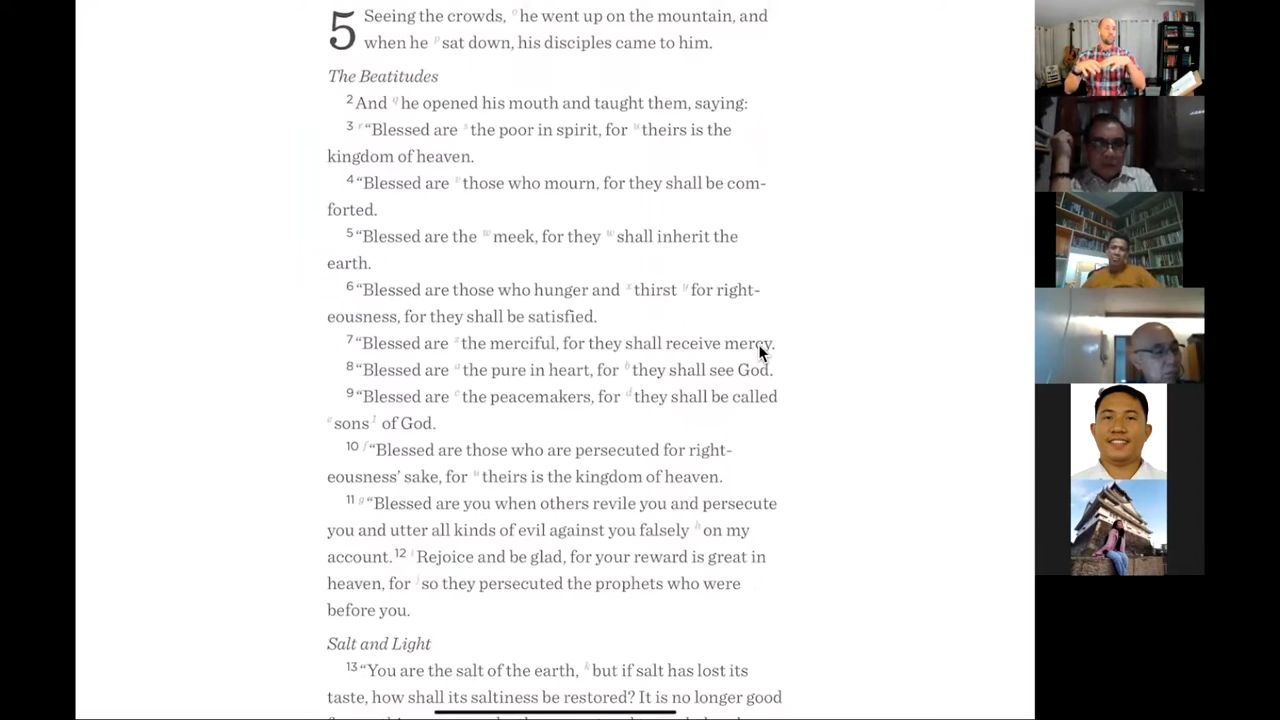 5 Seeing the crowds, o he went up on the mountain, and
when he p sat down, his disciples came to him.
The Beatitudes
2 And q he opened his mouth and taught them, saying:
3 r “Blessed are s the poor in spirit, for u theirs is the
kingdom of heaven.
4 “Blessed are v those who mourn, for they shall be com-
forted.
5 “Blessed are the w meek, for they w shall inherit the
earth.
6 “Blessed are those who hunger and x thirst y for right-
eousness, for they shall be satisfied.
7 “Blessed are z the merciful, for they shall receive mercy.
8 “Blessed are a the pure in heart, for b they shall see God.
9 “Blessed are c the peacemakers, for d they shall be called
e sons 1 of God.
10 f “Blessed are those who are persecuted for right-
eousness’ sake, for u theirs is the kingdom of heaven.
11 g “Blessed are you when others revile you and persecute
you and utter all kinds of evil against you falsely h on my
account. 12 i Rejoice and be glad, for your reward is great in
heaven, for j so they persecuted the prophets who were
before you.
Salt and Light
13 “You are the salt of the earth, k but if salt has lost its
taste, how shall its saltiness be restored? It is no longer good